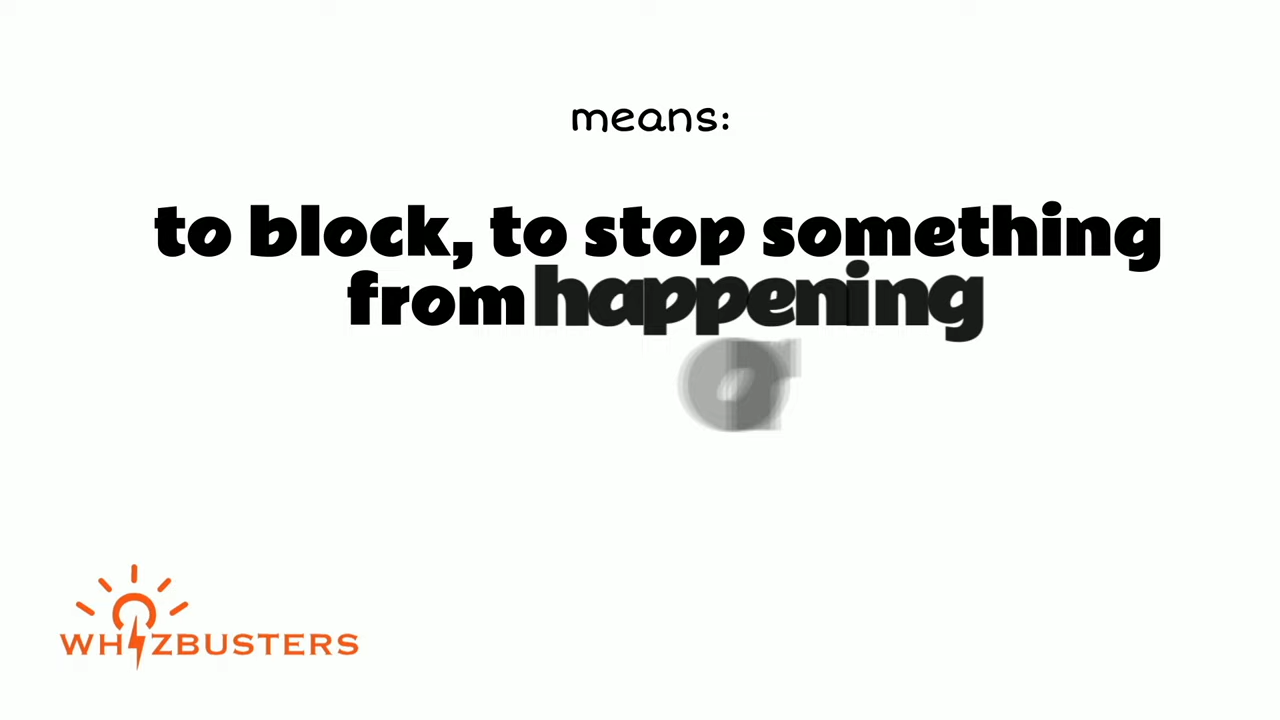 means:
to block, to stop something
from happening
WHIZBUSTERS